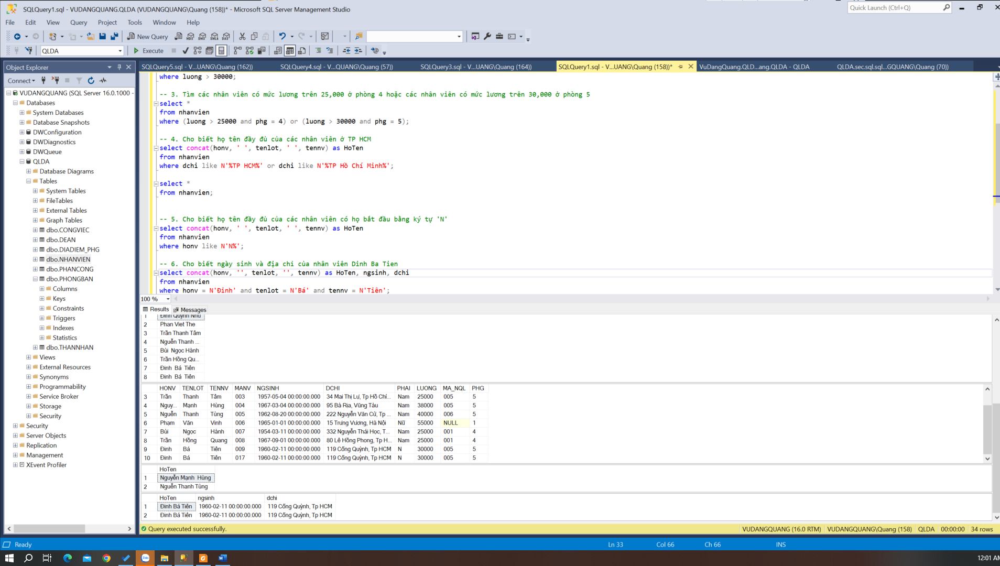 SQLQuery1.sql - VUDANGQUANG.QLDA (VUDANGQUANG\Quang (158))* - Microsoft SQL Server Management Studio
Quick Launch (Ctrl+Q)
File Edit View Query Project Tools Window Help
New Query MDX DMX XMLA DAX
QLDA Execute
Object Explorer
Connect
VUDANGQUANG (SQL Server 16.0.1000 -
Databases
System Databases
Database Snapshots
DWConfiguration
DWDiagnostics
DWQueue
QLDA
Database Diagrams
Tables
System Tables
FileTables
External Tables
Graph Tables
dbo.CONGVIEC
dbo.DEAN
dbo.DIADIEM_PHG
dbo.NHANVIEN
dbo.PHANCONG
dbo.PHONGBAN
Columns
Keys
Constraints
Triggers
Indexes
Statistics
dbo.THANNHAN
Views
External Resources
Synonyms
Programmability
Service Broker
Storage
Security
Security
Server Objects
Replication
Management
XEvent Profiler
SQLQuery5.sql - V...UANG\Quang (162)) SQLQuery4.sql - V...QUANG\Quang (57)) SQLQuery3.sql - V...UANG\Quang (164)) SQLQuery1.sql - V...UANG\Quang (158))* VuDangQuang.QLD...ang.QLDA - QLDA QLDA.sec.sql.sql...GQUANG\Quang (70))
where luong > 30000;
-- 3. Tìm các nhân viên có mức lương trên 25,000 ở phòng 4 hoặc các nhân viên có mức lương trên 30,000 ở phòng 5
select *
from nhanvien
where (luong > 25000 and phg = 4) or (luong > 30000 and phg = 5);
-- 4. Cho biết họ tên đầy đủ của các nhân viên ở TP HCM
select concat(honv, ' ', tenlot, ' ', tennv) as HoTen
from nhanvien
where dchi like N'%TP HCM%' or dchi like N'%TP Hồ Chí Minh%';
select *
from nhanvien;
-- 5. Cho biết họ tên đầy đủ của các nhân viên có họ bắt đầu bằng ký tự 'N'
select concat(honv, ' ', tenlot, ' ', tennv) as HoTen
from nhanvien
where honv like N'N%';
-- 6. Cho biết ngày sinh và địa chỉ của nhân viên Dinh Ba Tien
select concat(honv, '', tenlot, '', tennv) as HoTen, ngsinh, dchi
from nhanvien
where honv = N'Đinh' and tenlot = N'Bá' and tennv = N'Tiên';
100 %
Results Messages
1 Đinh Quỳnh Như
2 Phan Viet The
3 Trần Thanh Tâm
4 Nguễn Thanh ...
5 Bùi Ngọc Hành
6 Trần Hồng Qu...
7 Đinh Bá Tiên
8 Đinh Bá Tiên
HONV TENLOT TENNV MANV NGSINH DCHI PHAI LUONG MA_NQL PHG
3 Trần Thanh Tâm 003 1957-05-04 00:00:00.000 34 Mai Thị Lự, Tp Hồ Chí... Nam 25000 005 5
4 Nguy... Mạnh Hùng 004 1967-03-04 00:00:00.000 95 Bà Rịa, Vũng Tàu Nam 38000 005 5
5 Nguễn Thanh Tùng 005 1962-08-20 00:00:00.000 222 Nguyễn Văn Cừ, Tp ... Nam 40000 006 5
6 Phạm Văn Vinh 006 1965-01-01 00:00:00.000 15 Trưng Vương, Hà Nội Nữ 55000 NULL 1
7 Bùi Ngọc Hành 007 1954-03-11 00:00:00.000 332 Nguyễn Thái Học, T... Nam 25000 001 4
8 Trần Hồng Quang 008 1967-09-01 00:00:00.000 80 Lê Hồng Phong, Tp H... Nam 25000 001 4
9 Đinh Bá Tiên 009 1960-02-11 00:00:00.000 119 Cống Quỳnh, Tp HCM N 30000 005 5
10 Đinh Bá Tiên 017 1960-02-11 00:00:00.000 119 Cống Quỳnh, Tp HCM N 30000 005 5
HoTen
1 Nguyễn Mạnh Hùng
2 Nguễn Thanh Tùng
HoTen ngsinh dchi
1 Đinh Bá Tiên 1960-02-11 00:00:00.000 119 Cống Quỳnh, Tp HCM
2 Đinh Bá Tiên 1960-02-11 00:00:00.000 119 Cống Quỳnh, Tp HCM
Query executed successfully. VUDANGQUANG (16.0 RTM) VUDANGQUANG\Quang (158) QLDA 00:00:00 34 rows
Ready Ln 33 Col 66 Ch 66 INS
Zalo 12:01 AM